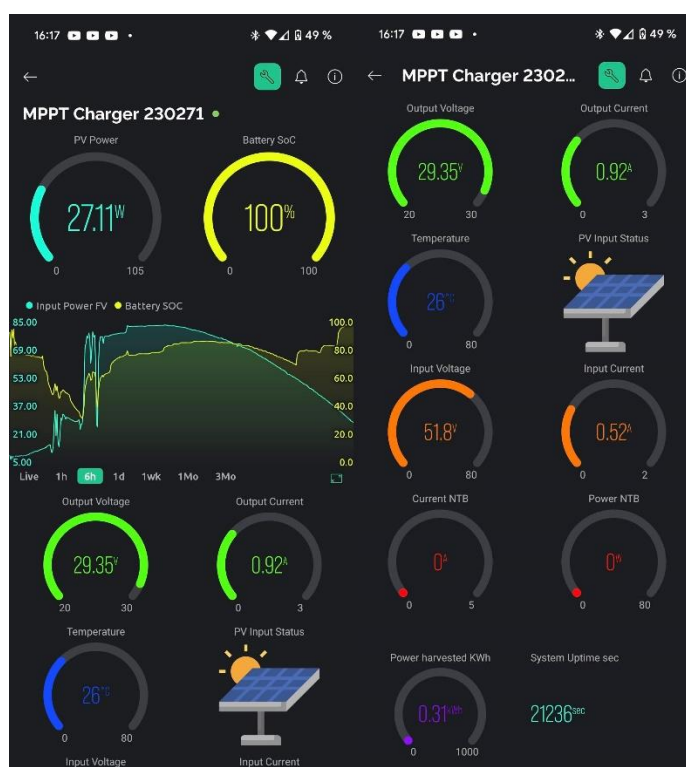 16:17 • 49 %
MPPT Charger 230271
PV Power Battery SoC
27.11W 100%
0 105 0 100
Input Power FV Battery SOC
85.00 100.0
69.00 80.0
53.00 60.0
37.00 40.0
21.00 20.0
5.00 0.0
Live 1h 6h 1d 1wk 1Mo 3Mo
Output Voltage Output Current
29.35V 0.92A
20 30 0 3
Temperature PV Input Status
26°C
0 80
Input Voltage Input Current
16:17 • 49 %
MPPT Charger 2302...
Output Voltage Output Current
29.35V 0.92A
20 30 0 3
Temperature PV Input Status
26°C
0 80
Input Voltage Input Current
51.8V 0.52A
0 80 0 2
Current NTB Power NTB
0A 0
0 5 0 80
Power harvested KWh System Uptime sec
0.31 21236sec
0 1000